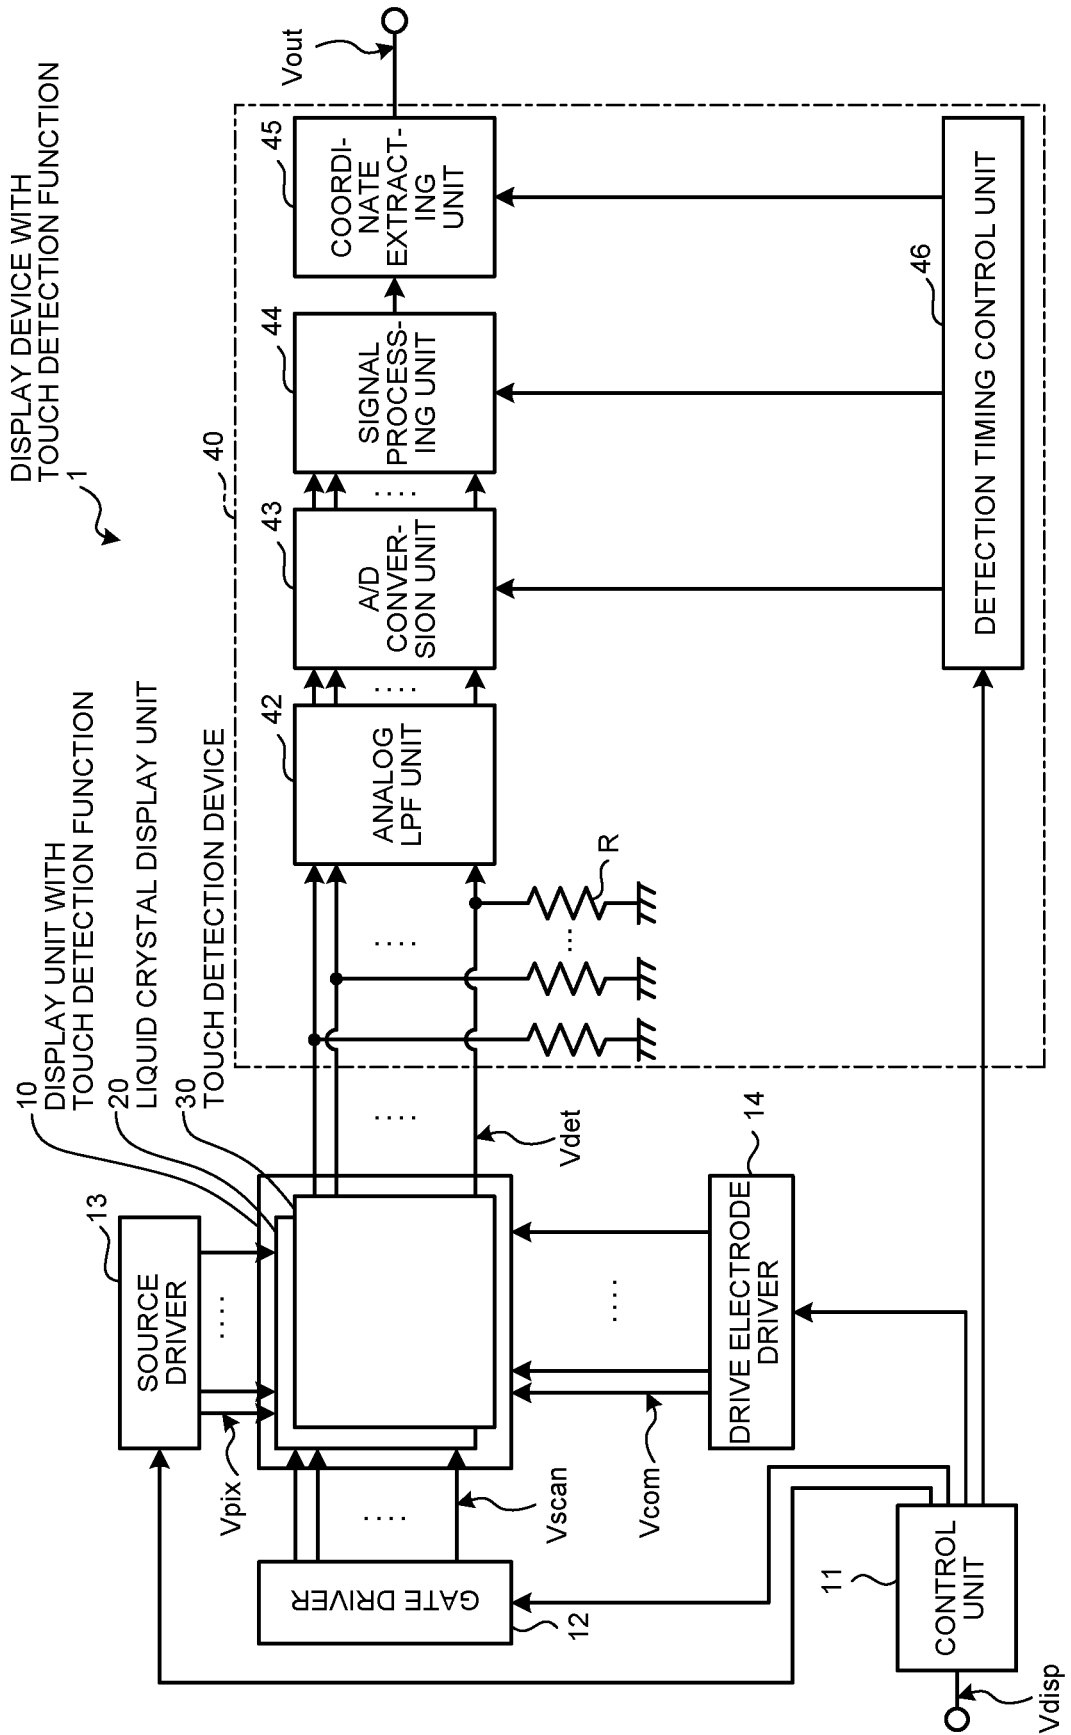 DISPLAY DEVICE WITH
TOUCH DETECTION FUNCTION
1
10
DISPLAY UNIT WITH
TOUCH DETECTION FUNCTION
20
LIQUID CRYSTAL DISPLAY UNIT
30
TOUCH DETECTION DEVICE
40
13
SOURCE
DRIVER
....
Vpix
GATE DRIVER
12
....
Vscan
....
Vdet
....
R
...
42
ANALOG
LPF UNIT
....
43
A/D
CONVER-
SION UNIT
....
44
SIGNAL
PROCESS-
ING UNIT
45
COORDI-
NATE
EXTRACT-
ING
UNIT
Vout
....
Vcom
14
DRIVE ELECTRODE
DRIVER
11
CONTROL
UNIT
Vdisp
46
DETECTION TIMING CONTROL UNIT